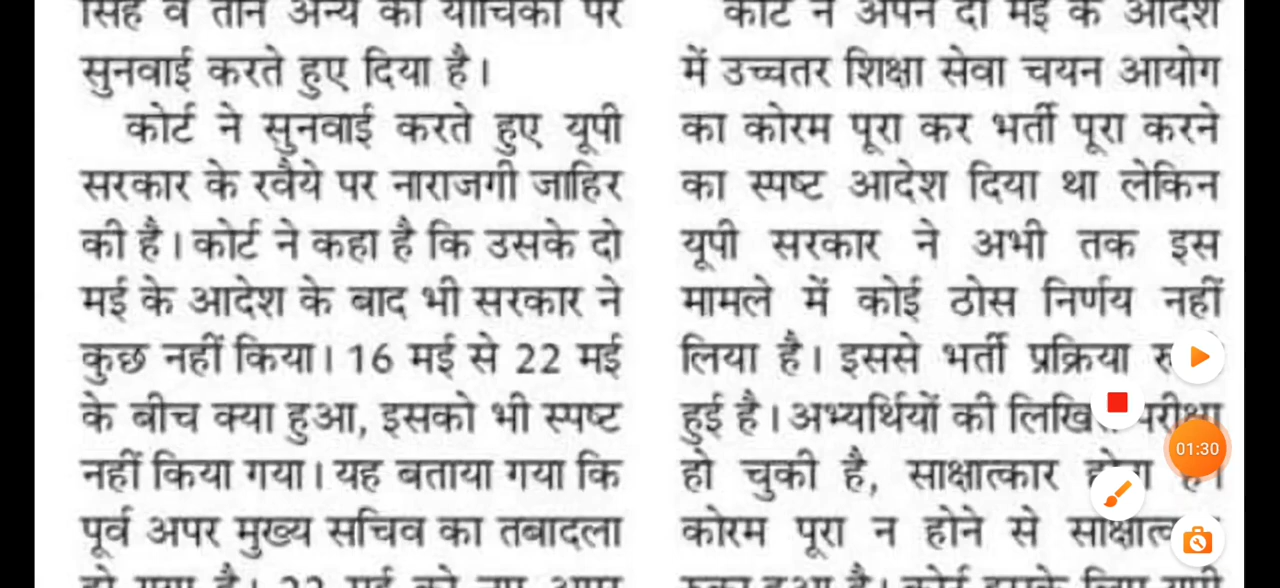 सिंह व तीन अन्य की याचिका पर
सुनवाई करते हुए दिया है।
कोर्ट ने सुनवाई करते हुए यूपी
सरकार के रवैये पर नाराजगी जाहिर
की है। कोर्ट ने कहा है कि उसके दो
मई के आदेश के बाद भी सरकार ने
कुछ नहीं किया। 16 मई से 22 मई
के बीच क्या हुआ, इसको भी स्पष्ट
नहीं किया गया। यह बताया गया कि
पूर्व अपर मुख्य सचिव का तबादला
कोर्ट ने अपने दो मई के आदेश
में उच्चतर शिक्षा सेवा चयन आयोग
का कोरम पूरा कर भर्ती पूरा करने
का स्पष्ट आदेश दिया था लेकिन
यूपी सरकार ने अभी तक इस
मामले में कोई ठोस निर्णय नहीं
लिया है। इससे भर्ती प्रक्रिया
हुई है। अभ्यर्थियों की परीक्षा
हो चुकी है, साक्षात्कार होना है।
कोरम पूरा न होने से
01:30